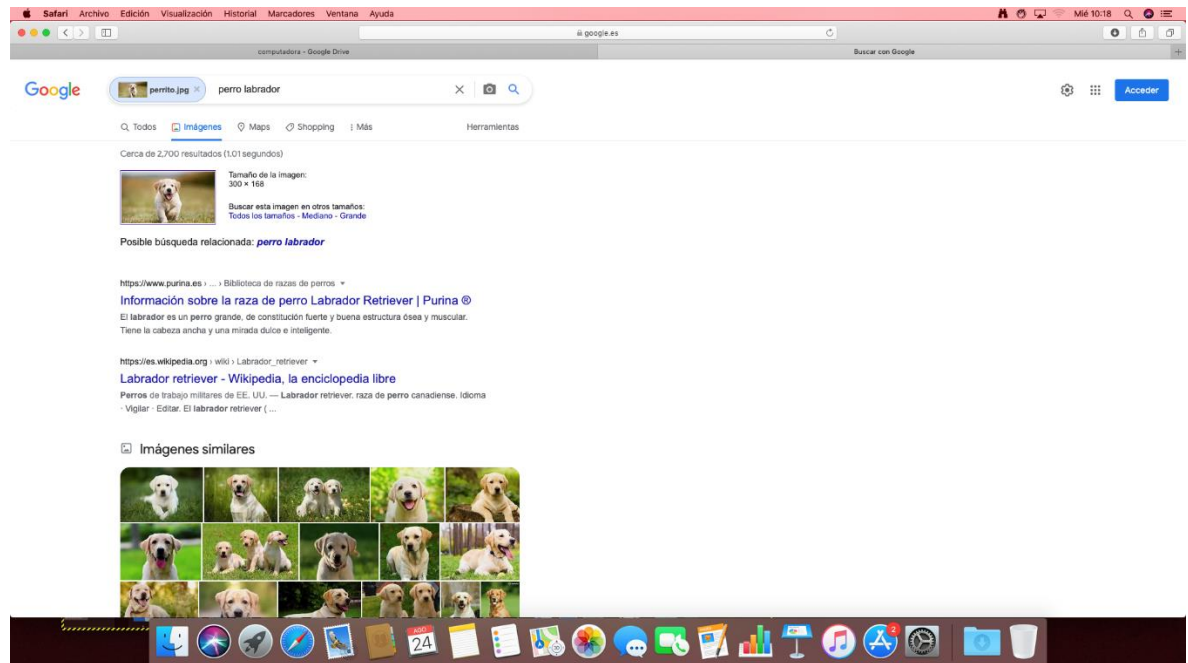 Safari Archivo Edición Visualización Historial Marcadores Ventana Ayuda Mié 10:18
google.es
computadora - Google Drive Buscar con Google +
Google perrito.jpg × perro labrador Acceder
Todos Imágenes Maps Shopping Más Herramientas
Cerca de 2,700 resultados (1.01 segundos)
Tamaño de la imagen:
300 × 168
Buscar esta imagen en otros tamaños:
Todos los tamaños - Mediano - Grande
Posible búsqueda relacionada: perro labrador
https://www.purina.es › ... › Biblioteca de razas de perros
Información sobre la raza de perro Labrador Retriever | Purina ®
El labrador es un perro grande, de constitución fuerte y buena estructura ósea y muscular.
Tiene la cabeza ancha y una mirada dulce e inteligente.
https://es.wikipedia.org › wiki › Labrador_retriever
Labrador retriever - Wikipedia, la enciclopedia libre
Perros de trabajo militares de EE. UU. — Labrador retriever. raza de perro canadiense. Idioma
· Vigilar · Editar. El labrador retriever ( ...
Imágenes similares
AGO
24
2